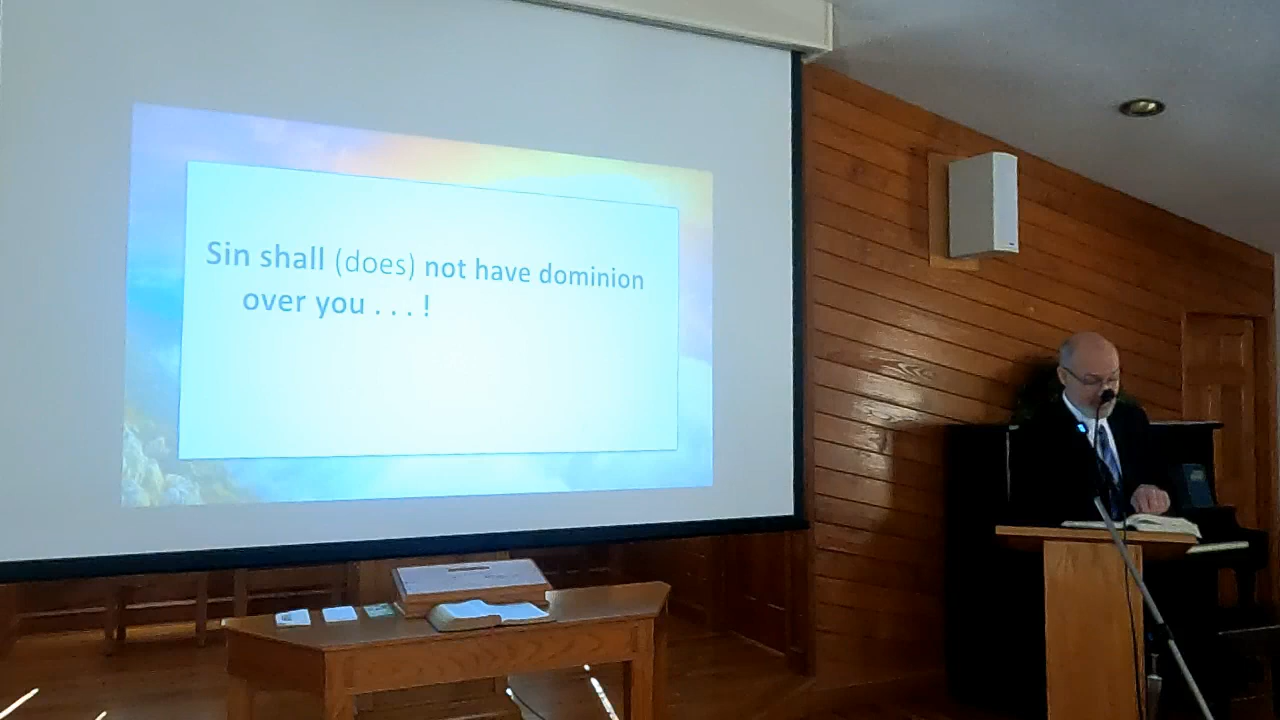 Sin shall (does) not have dominion
over you . . . !